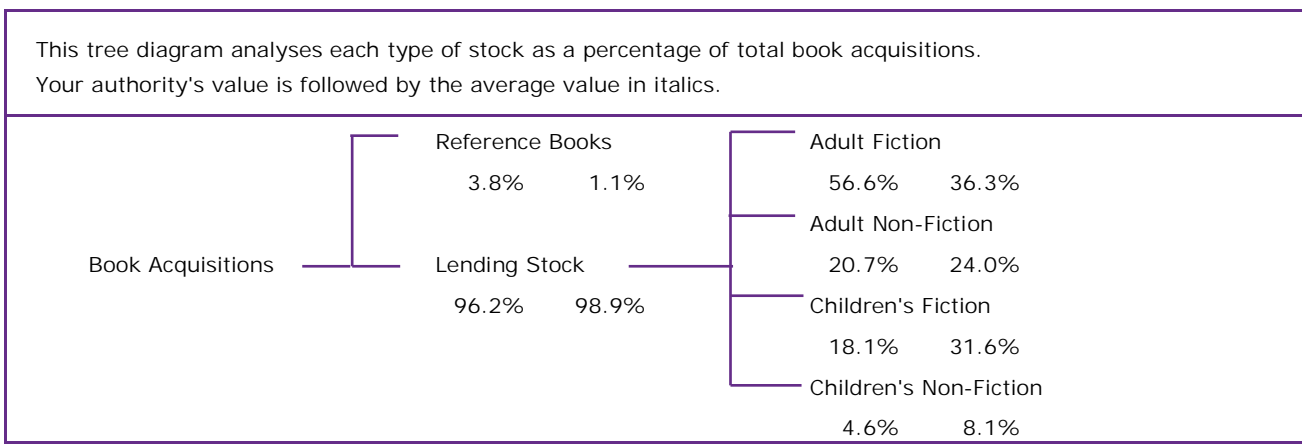 This tree diagram analyses each type of stock as a percentage of total book acquisitions.
Your authority's value is followed by the average value in italics.
Reference Books
3.8% 1.1%
Book Acquisitions
Lending Stock
96.2% 98.9%
Adult Fiction
56.6% 36.3%
Adult Non-Fiction
20.7% 24.0%
Children's Fiction
18.1% 31.6%
Children's Non-Fiction
4.6% 8.1%